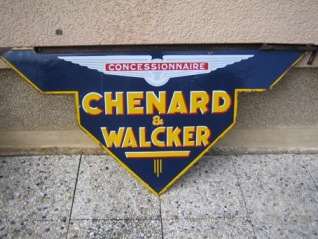 CONCESSIONNAIRE
CHENARD
&
WALCKER